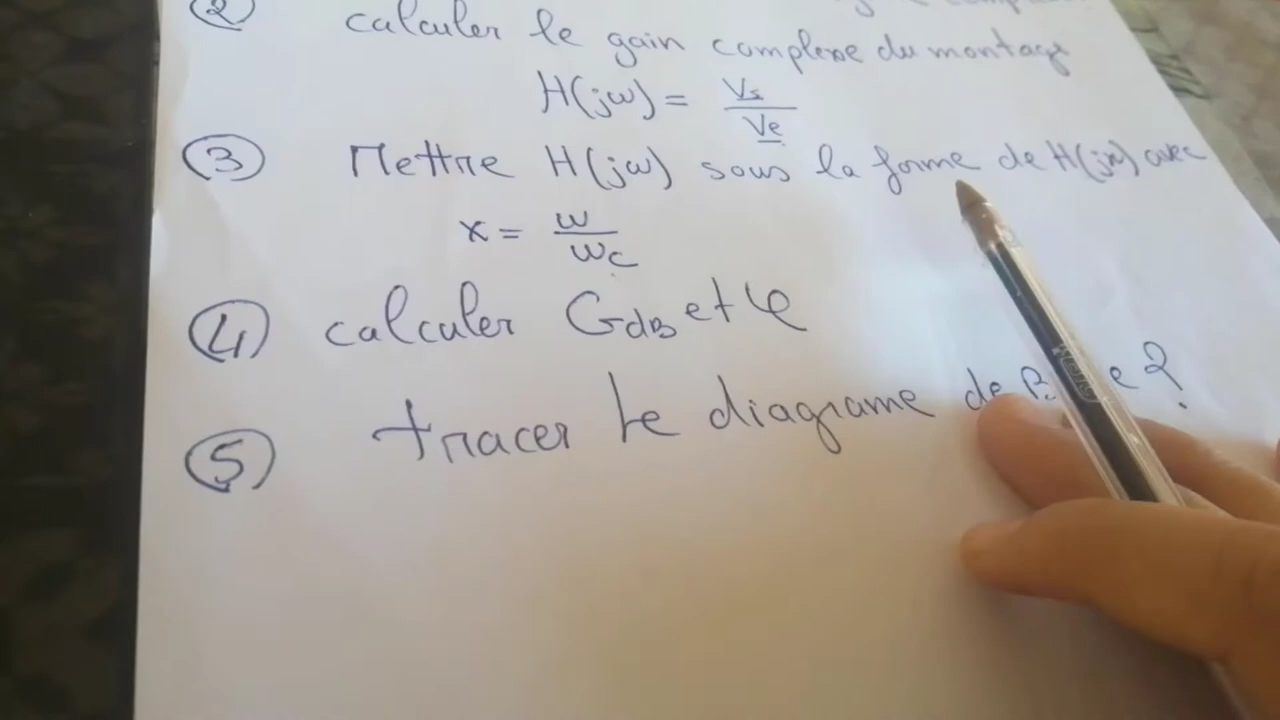 ②
calculer le gain complexe du montage
H(jω) = Vs / Ve
③ Mettre H(jω) sous la forme de H(jx) avec
x = ω / ωc
④ calculer GdB et φ
⑤ tracer le diagrame de ?